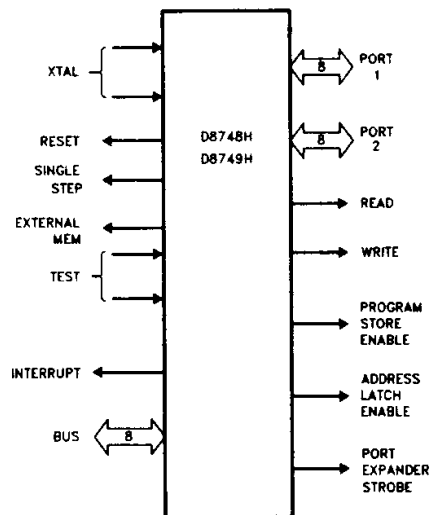 XTAL
RESET
SINGLE
STEP
EXTERNAL
MEM
TEST
INTERRUPT
BUS
8
D8748H
D8749H
8
PORT
1
8
PORT
2
READ
WRITE
PROGRAM
STORE
ENABLE
ADDRESS
LATCH
ENABLE
PORT
EXPANDER
STROBE